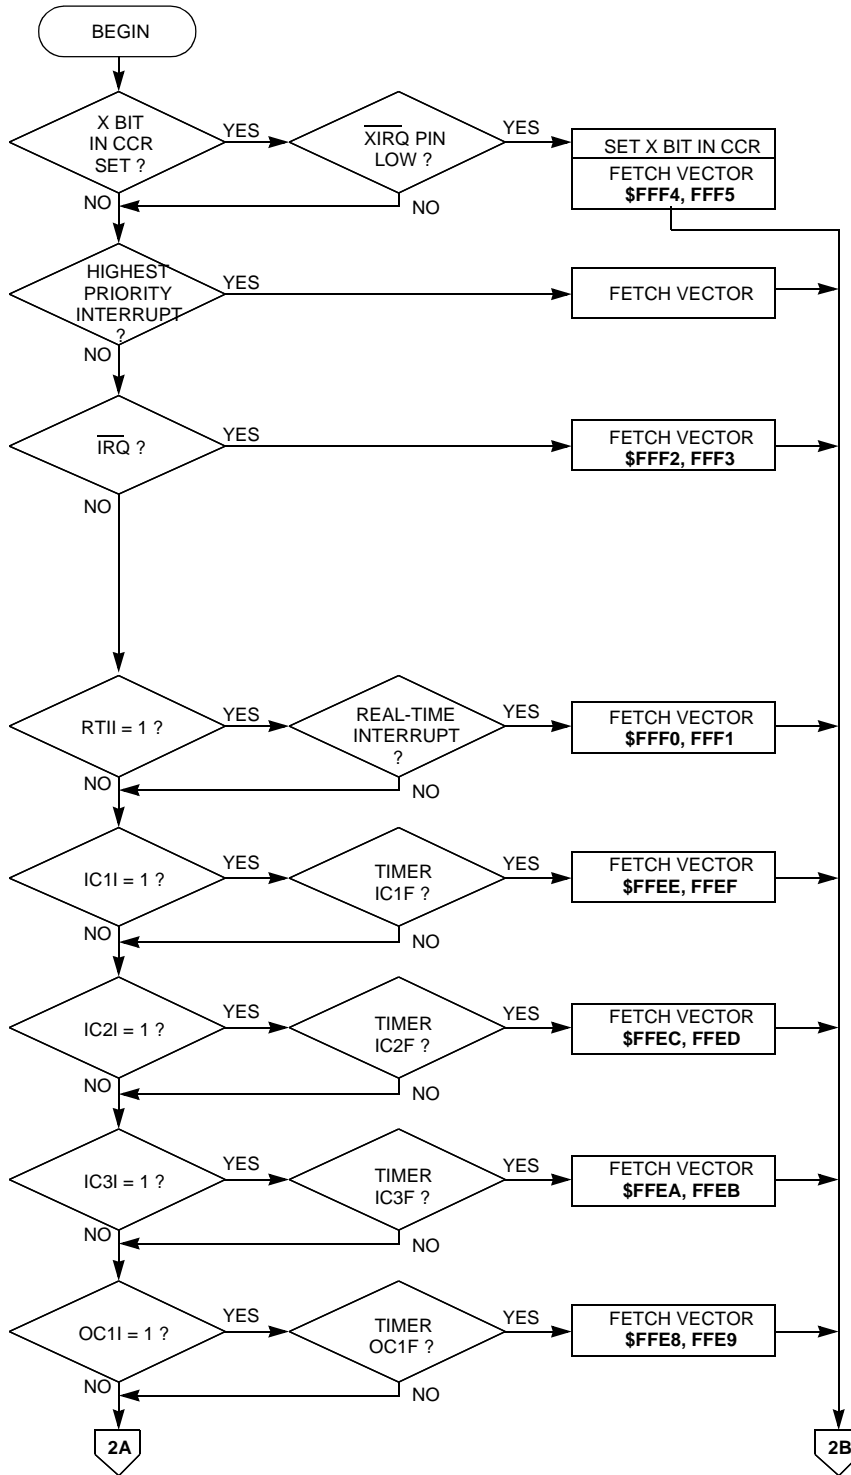 BEGIN
X BIT
IN CCR
SET ?
YES
XIRQ PIN
LOW ?
YES
SET X BIT IN CCR
FETCH VECTOR
$FFF4, FFF5
NO
NO
HIGHEST
PRIORITY
INTERRUPT
?
YES
FETCH VECTOR
NO
IRQ ?
YES
FETCH VECTOR
$FFF2, FFF3
NO
RTII = 1 ?
YES
REAL-TIME
INTERRUPT
?
YES
FETCH VECTOR
$FFF0, FFF1
NO
NO
IC1I = 1 ?
YES
TIMER
IC1F ?
YES
FETCH VECTOR
$FFEE, FFEF
NO
NO
IC2I = 1 ?
YES
TIMER
IC2F ?
YES
FETCH VECTOR
$FFEC, FFED
NO
NO
IC3I = 1 ?
YES
TIMER
IC3F ?
YES
FETCH VECTOR
$FFEA, FFEB
NO
NO
OC1I = 1 ?
YES
TIMER
OC1F ?
YES
FETCH VECTOR
$FFE8, FFE9
NO
NO
2A
2B